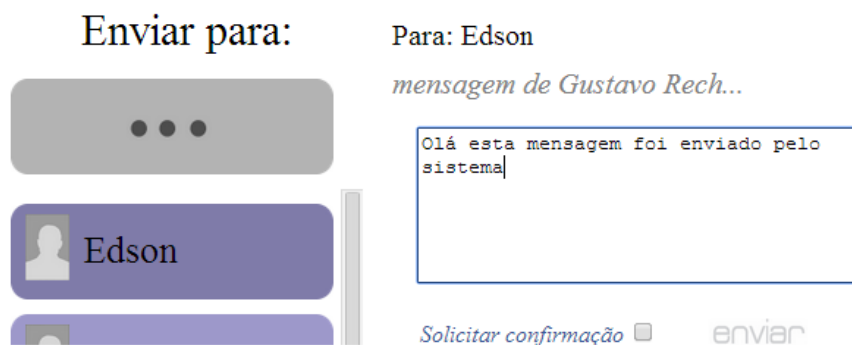 Enviar para:
Edson
Para: Edson
mensagem de Gustavo Rech...
Olá esta mensagem foi enviado pelo
sistema
Solicitar confirmação
enviar